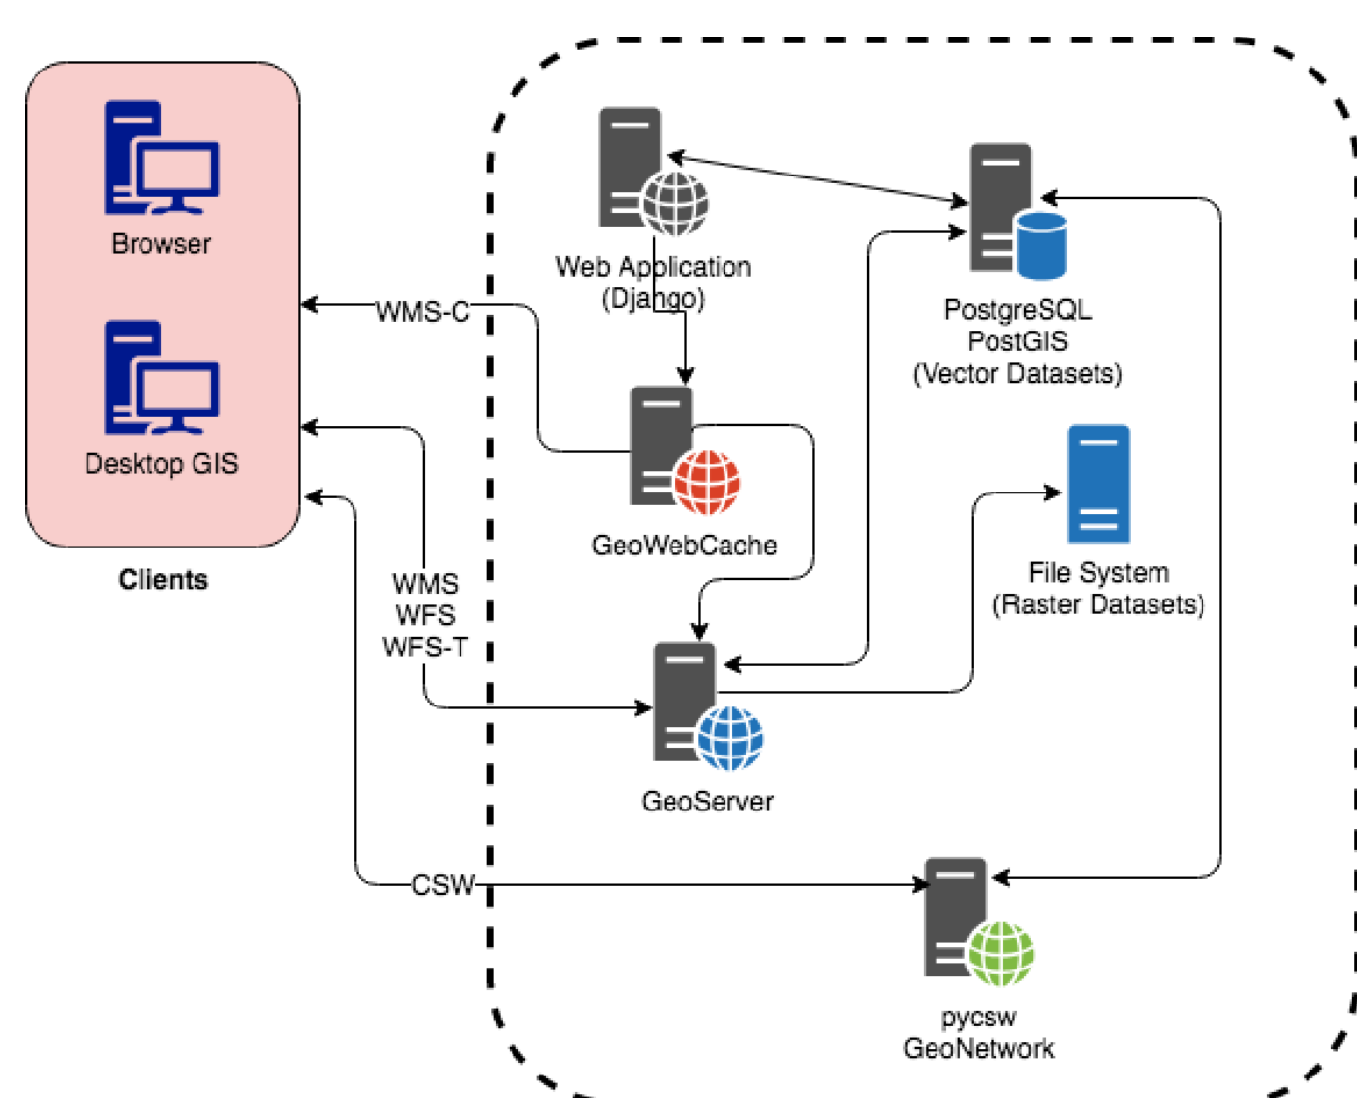 Browser
Desktop GIS
Clients
WMS-C
WMS
WFS
WFS-T
CSW
Web Application
(Django)
GeoWebCache
GeoServer
PostgreSQL
PostGIS
(Vector Datasets)
File System
(Raster Datasets)
pycsw
GeoNetwork